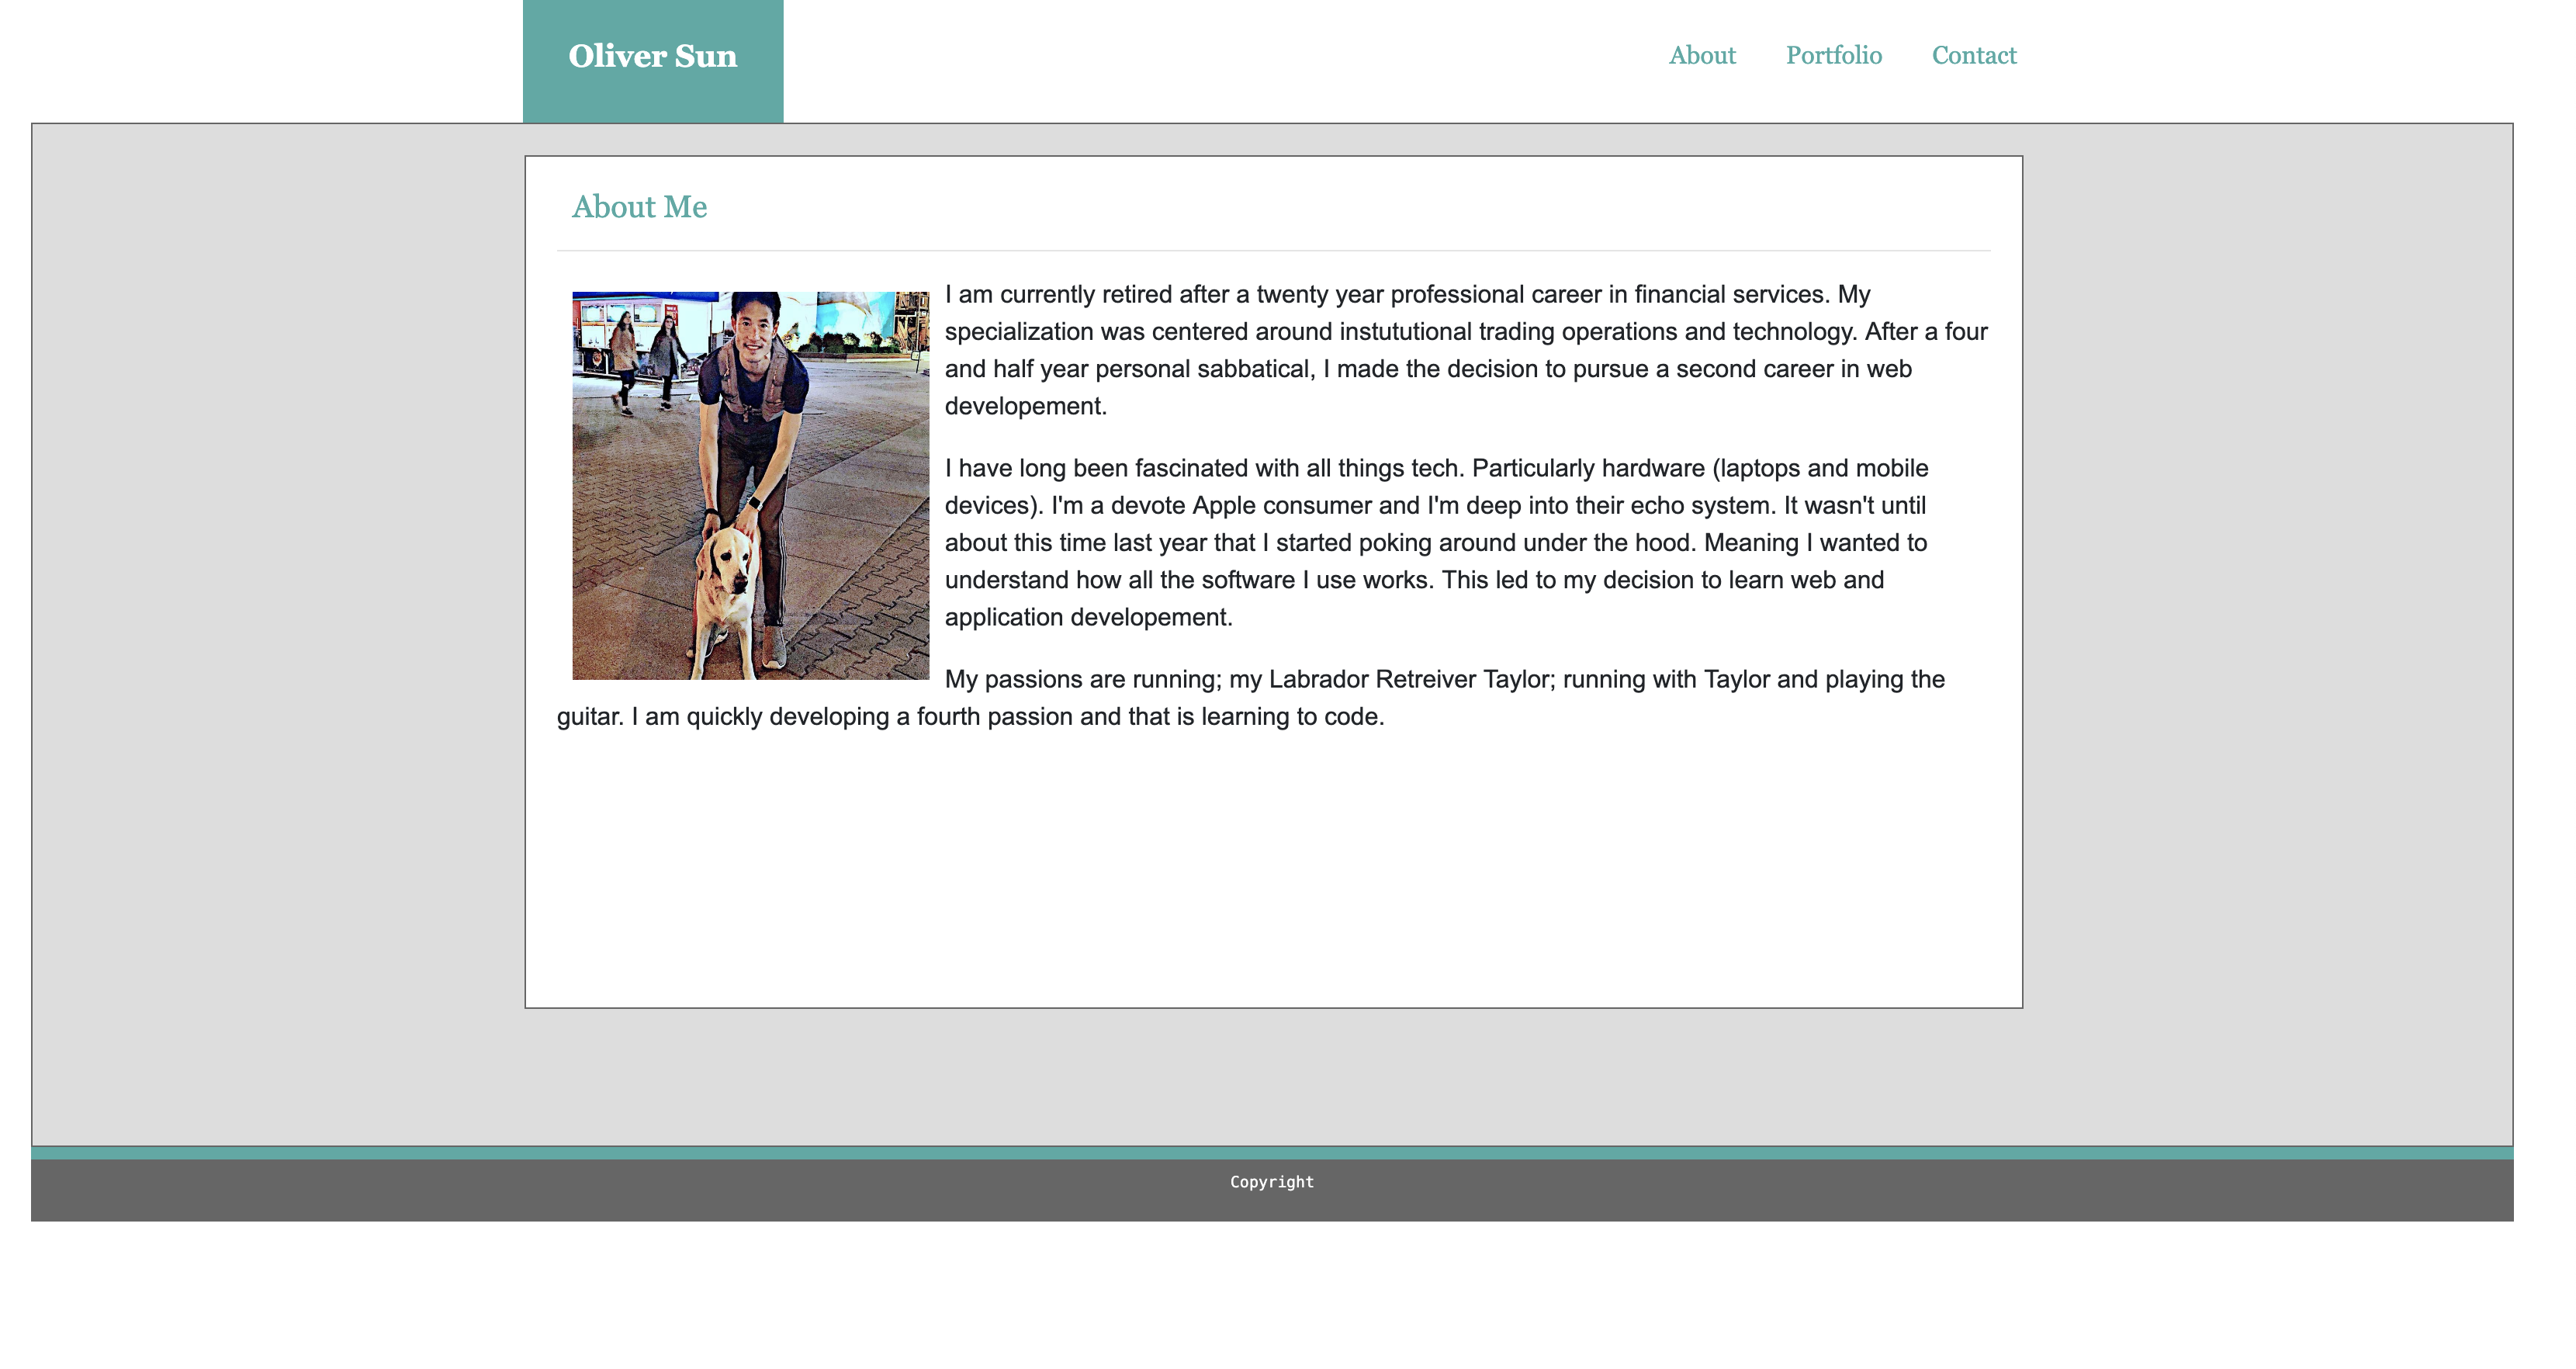 Oliver Sun
About Portfolio Contact
About Me
I am currently retired after a twenty year professional career in financial services. My
specialization was centered around instututional trading operations and technology. After a four
and half year personal sabbatical, I made the decision to pursue a second career in web
developement.
I have long been fascinated with all things tech. Particularly hardware (laptops and mobile
devices). I'm a devote Apple consumer and I'm deep into their echo system. It wasn't until
about this time last year that I started poking around under the hood. Meaning I wanted to
understand how all the software I use works. This led to my decision to learn web and
application developement.
My passions are running; my Labrador Retreiver Taylor; running with Taylor and playing the
guitar. I am quickly developing a fourth passion and that is learning to code.
Copyright